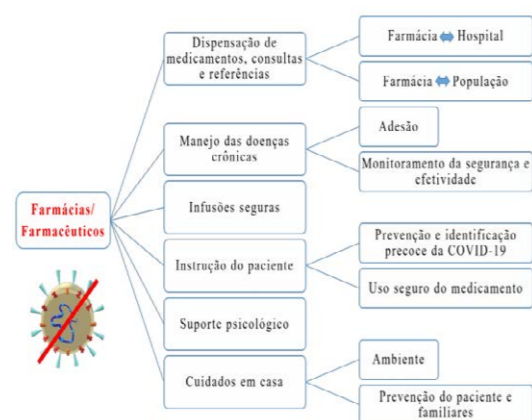 Farmácias/
Farmacêuticos
Dispensação de
medicamentos, consultas
e referências
Farmácia Hospital
Farmácia População
Manejo das doenças
crônicas
Adesão
Monitoramento da segurança e
efetividade
Infusões seguras
Instrução do paciente
Prevenção e identificação
precoce da COVID-19
Uso seguro do medicamento
Suporte psicológico
Cuidados em casa
Ambiente
Prevenção do paciente e
familiares